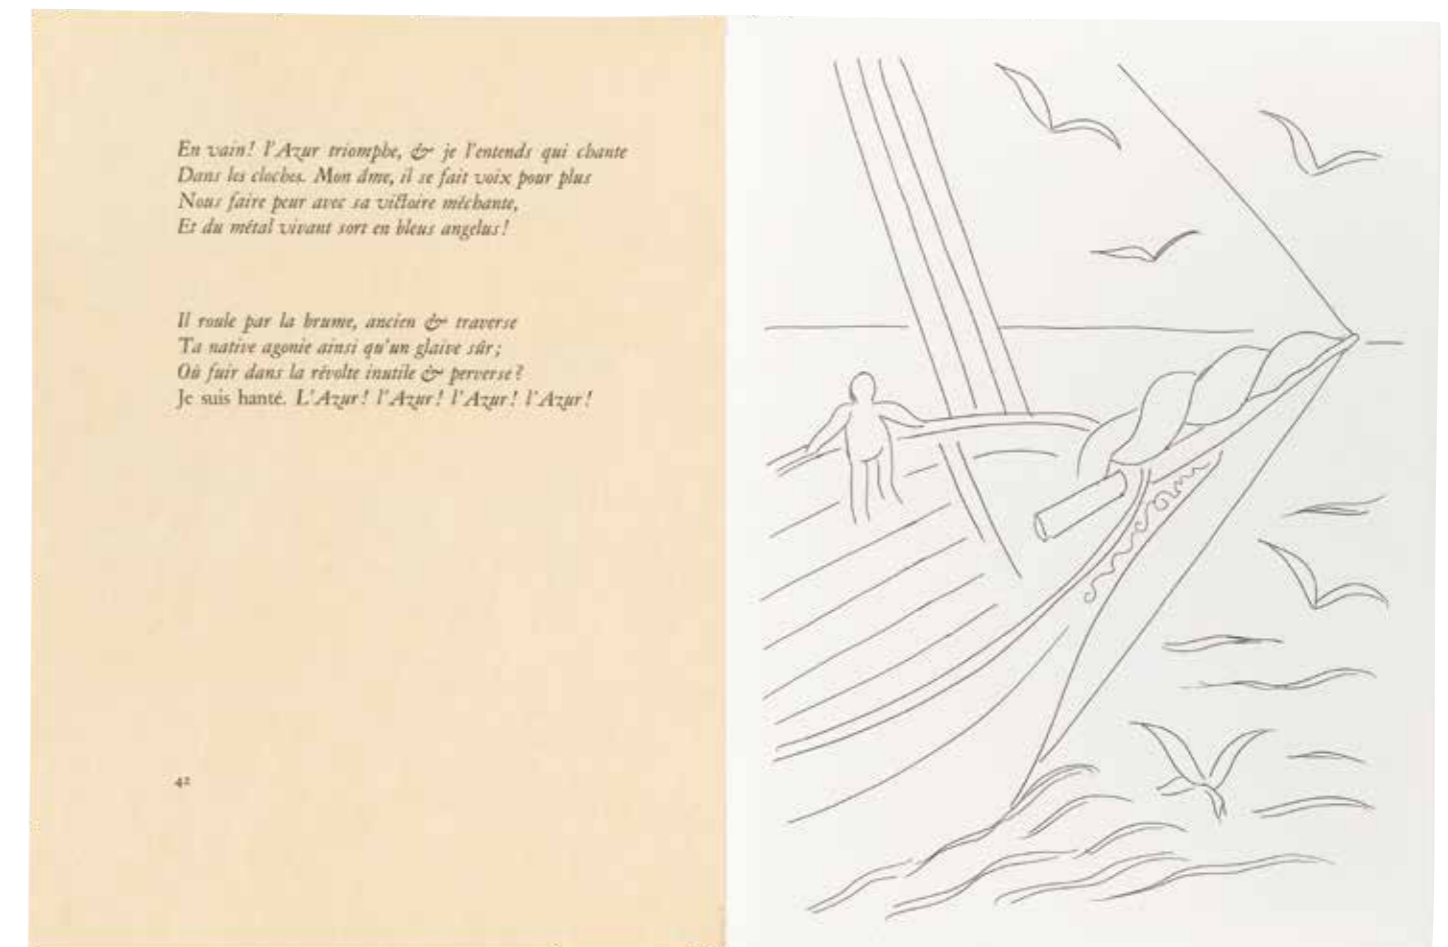 En vain! l'Azur triomphe, & je l'entends qui chante
Dans les cloches. Mon âme, il se fait voix pour plus
Nous faire peur avec sa victoire méchante,
Et du métal vivant sort en bleus angelus!
Il roule par la brume, ancien & traverse
Ta native agonie ainsi qu'un glaive sûr;
Où fuir dans la révolte inutile & perverse?
Je suis hanté. L'Azur! l'Azur! l'Azur! l'Azur!
42